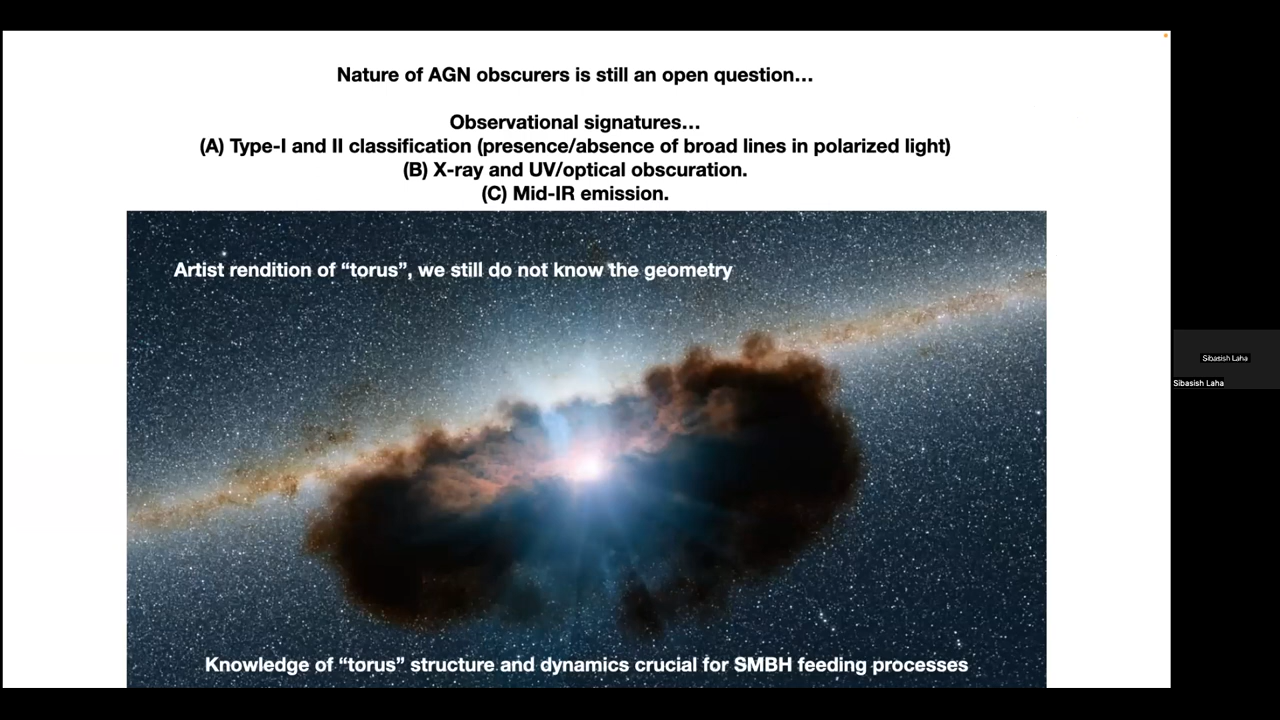 Nature of AGN obscurers is still an open question...
Observational signatures...
(A) Type-I and II classification (presence/absence of broad lines in polarized light)
(B) X-ray and UV/optical obscuration.
(C) Mid-IR emission.
Artist rendition of “torus”, we still do not know the geometry
Knowledge of “torus” structure and dynamics crucial for SMBH feeding processes
Sibasish Laha
Sibasish Laha